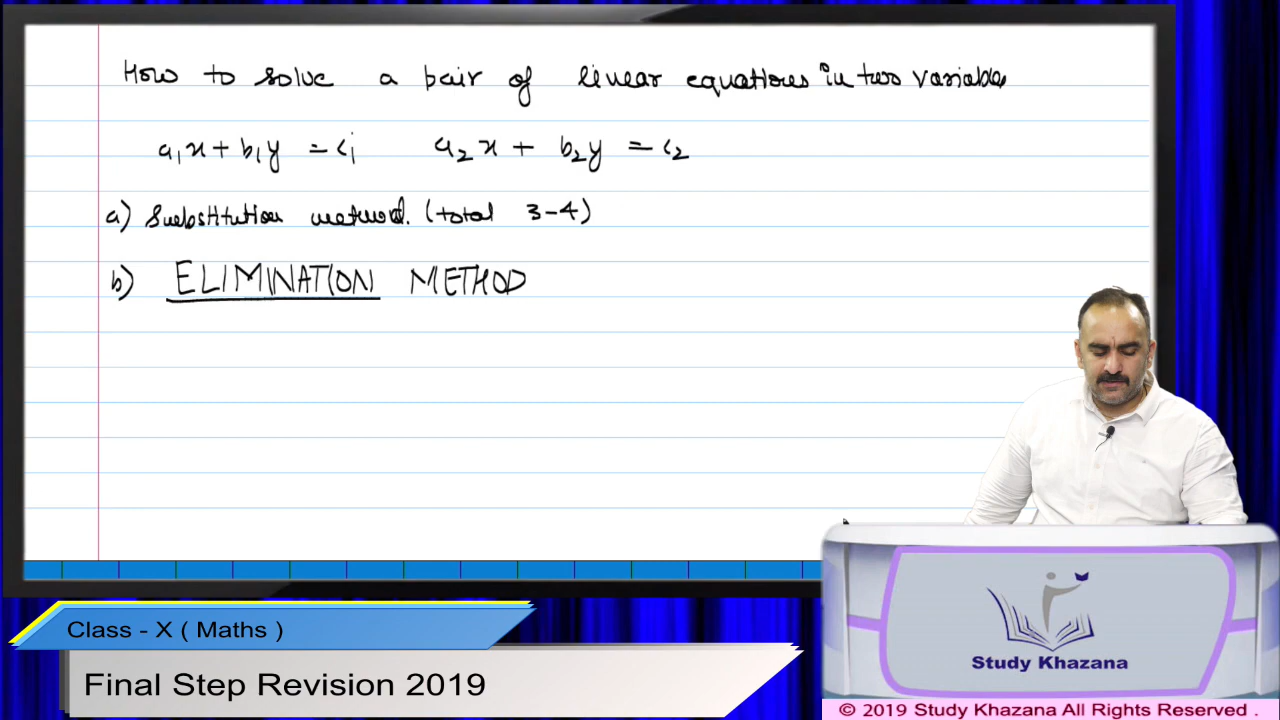 How to solve a pair of linear equations in two variables
a₁x + b₁y = c₁ a₂x + b₂y = c₂
a) Substitution method. (total 3-4)
b) ELIMINATION METHOD
Class - X ( Maths )
Final Step Revision 2019
Study Khazana
© 2019 Study Khazana All Rights Reserved .